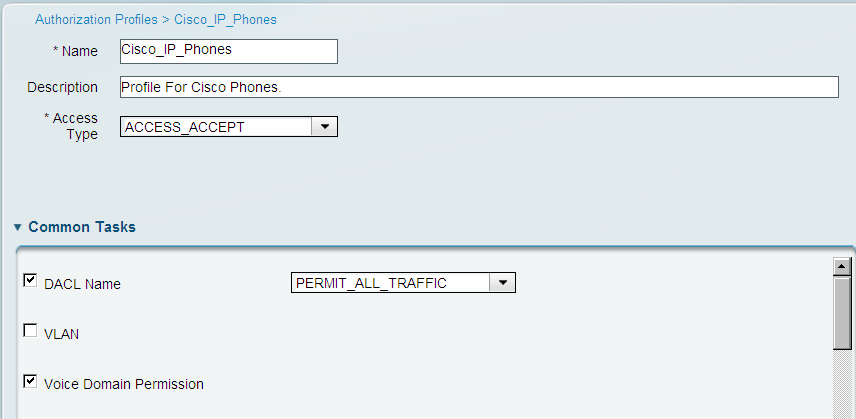 Authorization Profiles > Cisco_IP_Phones
* Name Cisco_IP_Phones
Description Profile For Cisco Phones.
* Access Type ACCESS_ACCEPT
Common Tasks
DACL Name PERMIT_ALL_TRAFFIC
VLAN
Voice Domain Permission